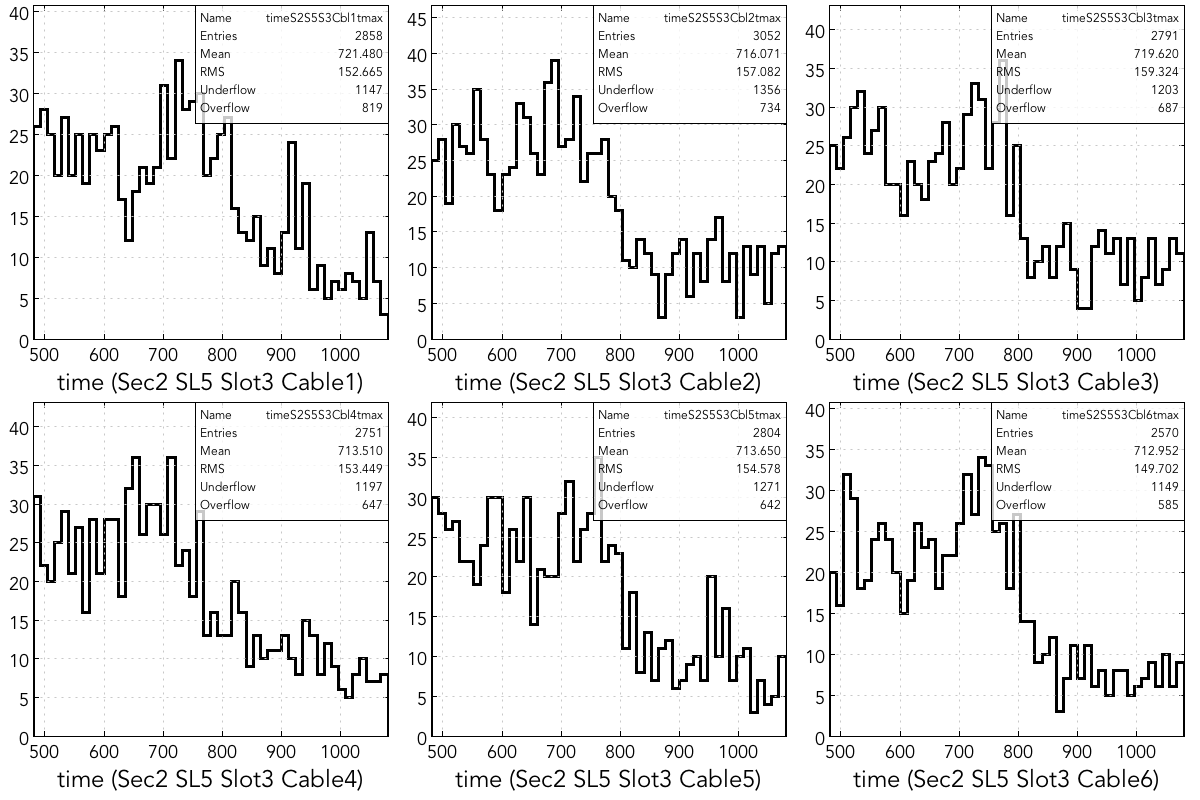 40
35
30
25
20
15
10
5
0
500 600 700 800 900 1000
Name timeS2S5S3Cbl1tmax
Entries 2858
Mean 721.480
RMS 152.665
Underflow 1147
Overflow 819
time (Sec2 SL5 Slot3 Cable1)
45
40
35
30
25
20
15
10
5
0
500 600 700 800 900 1000
Name timeS2S5S3Cbl2tmax
Entries 3052
Mean 716.071
RMS 157.082
Underflow 1356
Overflow 734
time (Sec2 SL5 Slot3 Cable2)
40
35
30
25
20
15
10
5
0
500 600 700 800 900 1000
Name timeS2S5S3Cbl3tmax
Entries 2791
Mean 719.620
RMS 159.324
Underflow 1203
Overflow 687
time (Sec2 SL5 Slot3 Cable3)
40
35
30
25
20
15
10
5
0
500 600 700 800 900 1000
Name timeS2S5S3Cbl4tmax
Entries 2751
Mean 713.510
RMS 153.449
Underflow 1197
Overflow 647
time (Sec2 SL5 Slot3 Cable4)
40
35
30
25
20
15
10
5
0
500 600 700 800 900 1000
Name timeS2S5S3Cbl5tmax
Entries 2804
Mean 713.650
RMS 154.578
Underflow 1271
Overflow 642
time (Sec2 SL5 Slot3 Cable5)
40
35
30
25
20
15
10
5
0
500 600 700 800 900 1000
Name timeS2S5S3Cbl6tmax
Entries 2570
Mean 712.952
RMS 149.702
Underflow 1149
Overflow 585
time (Sec2 SL5 Slot3 Cable6)